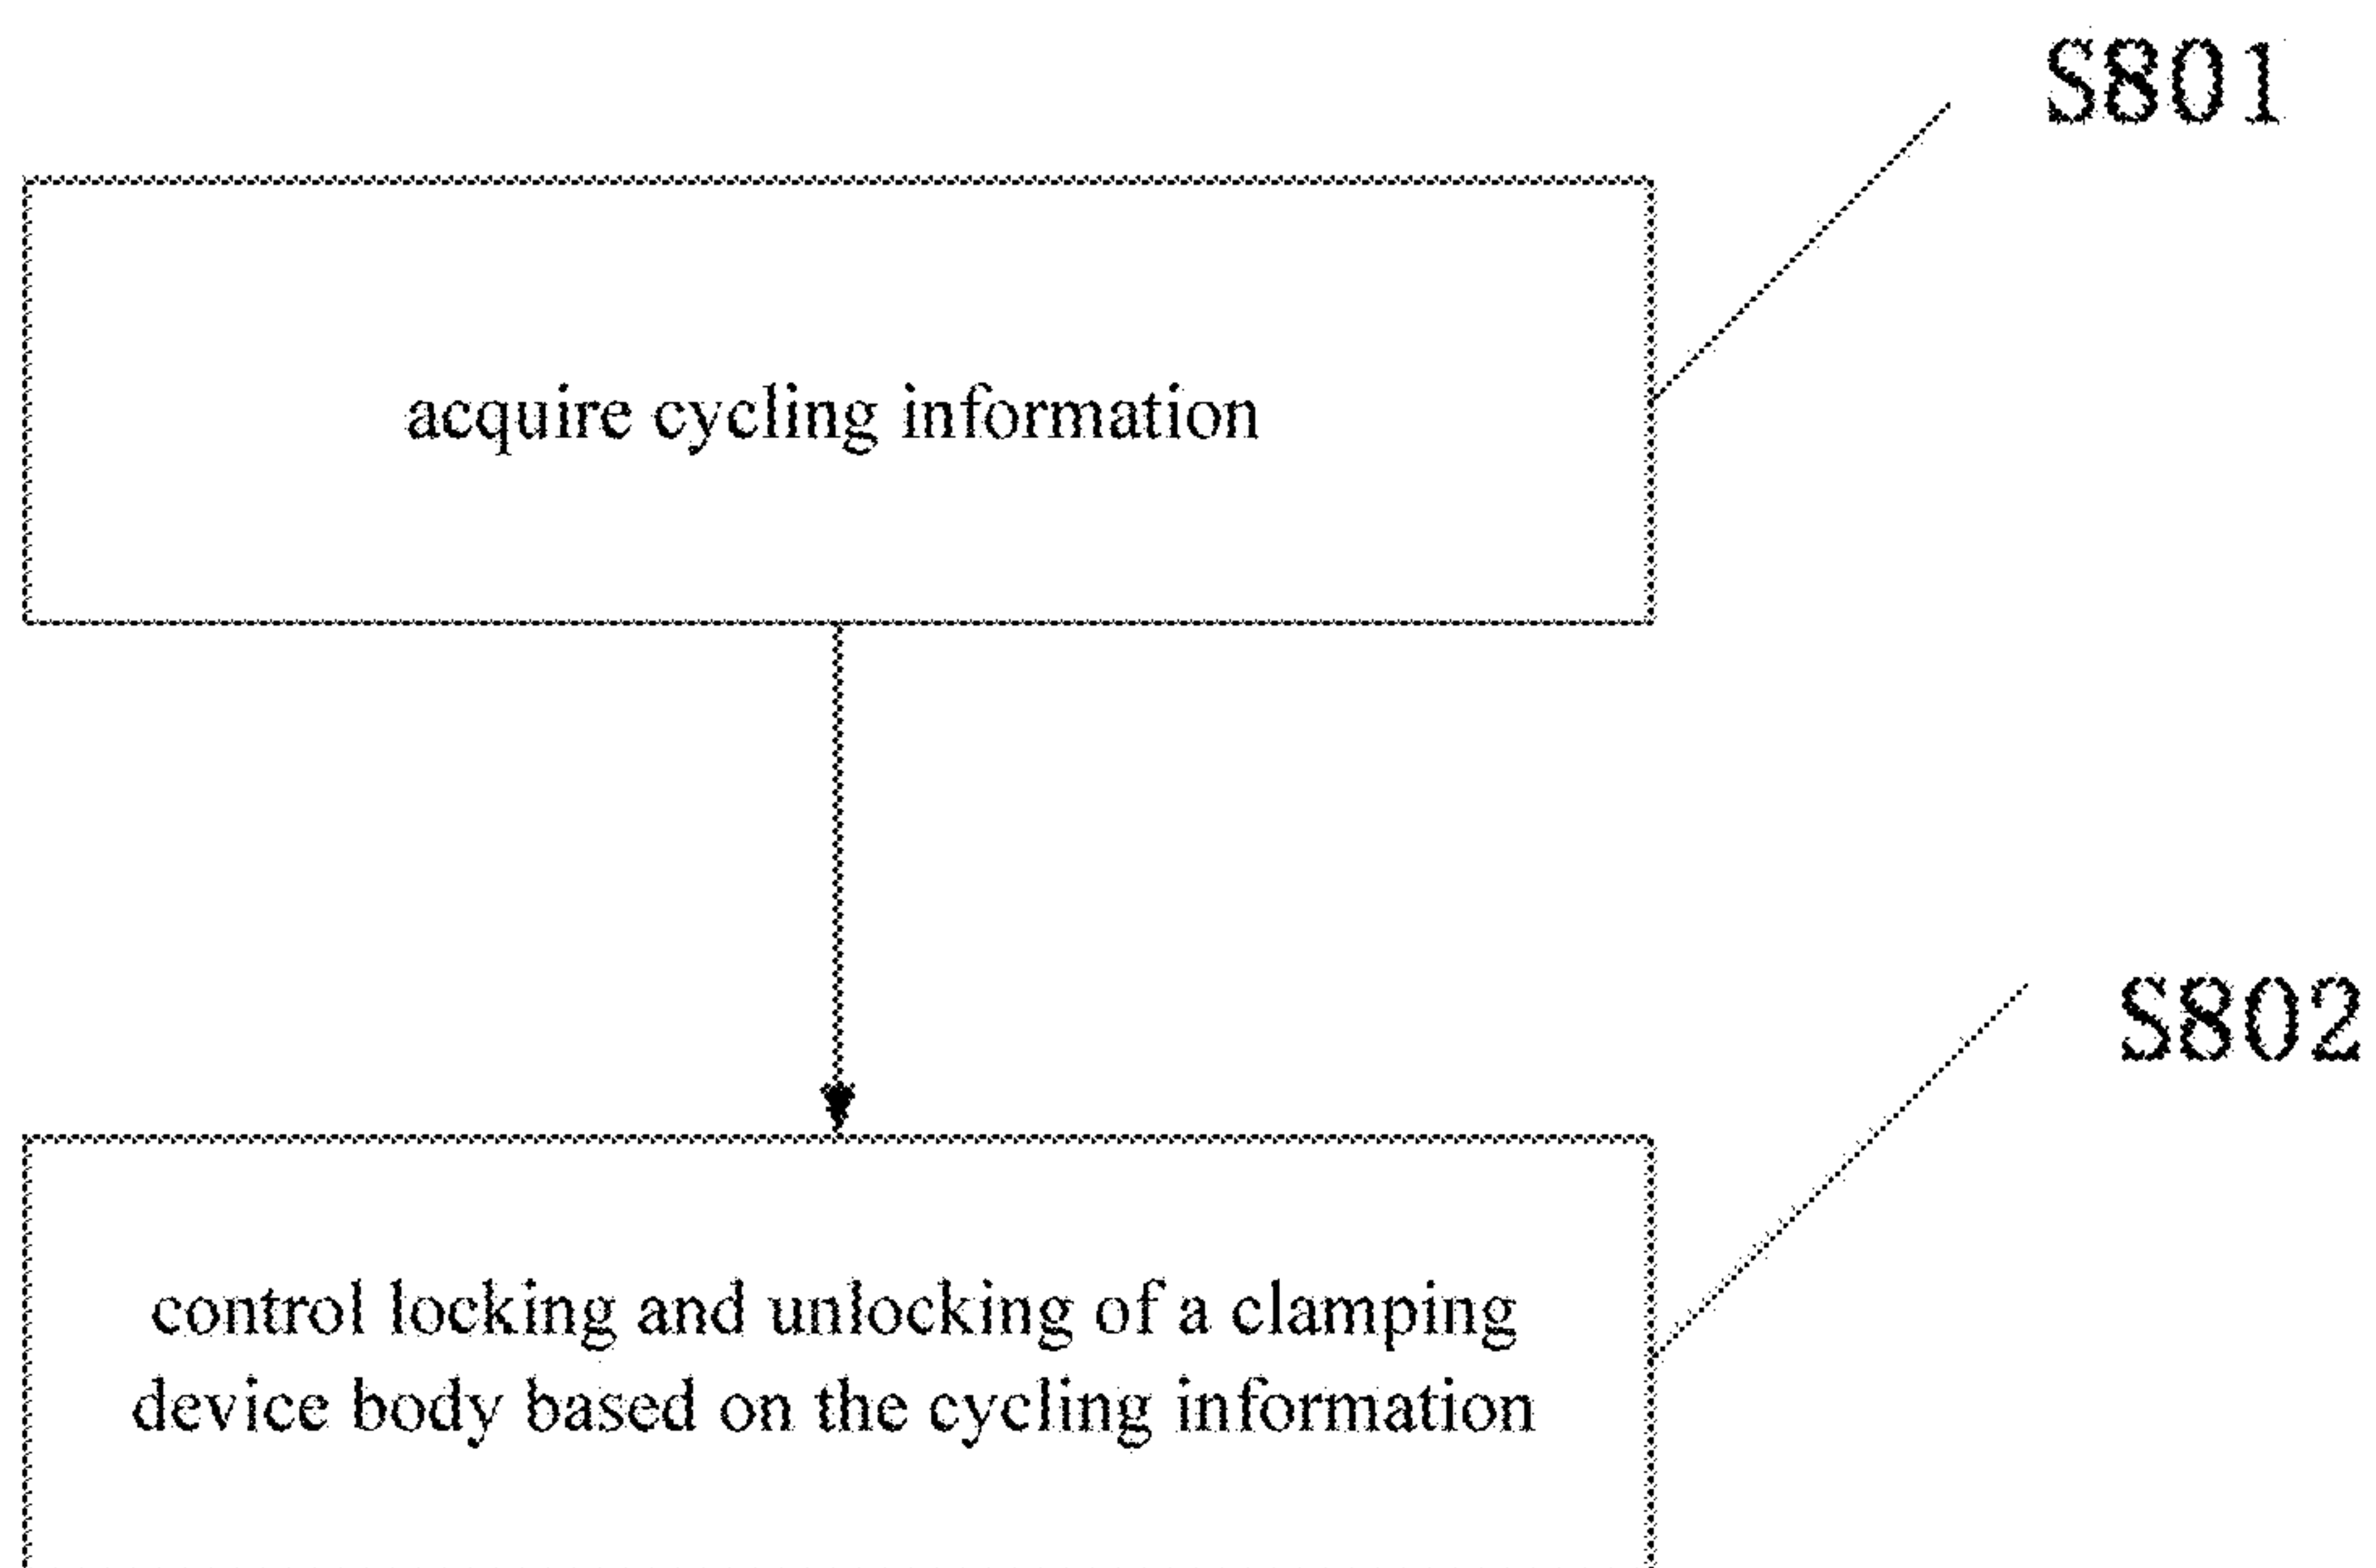 S801
acquire cycling information
S802
control locking and unlocking of a clamping
device body based on the cycling information